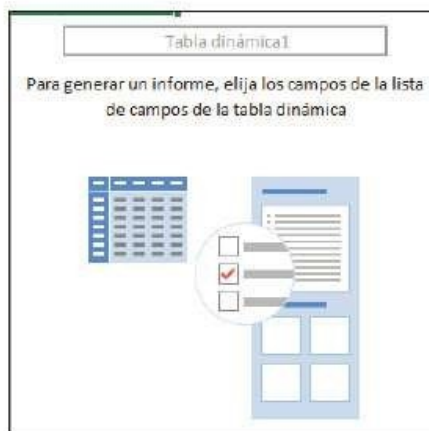 Tabla dinámica1
Para generar un informe, elija los campos de la lista
de campos de la tabla dinámica